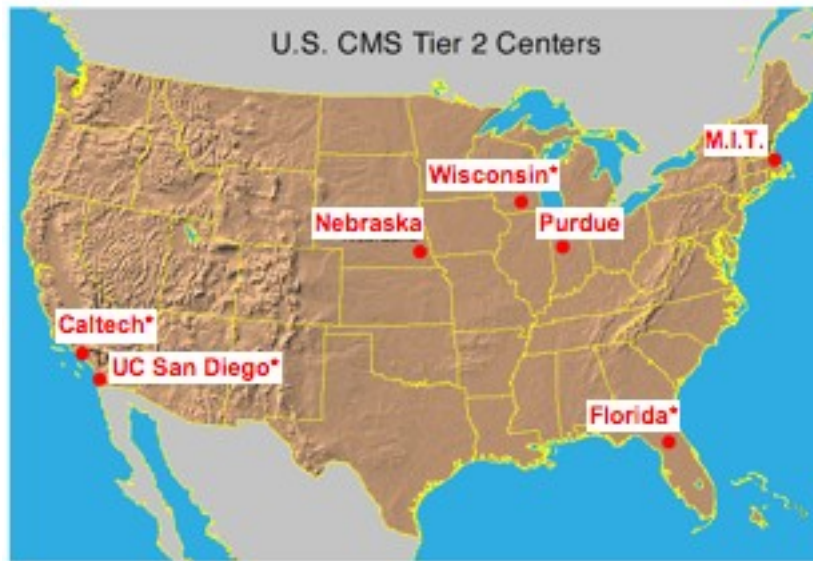 U.S. CMS Tier 2 Centers
M.I.T.
Wisconsin*
Nebraska
Purdue
Caltech*
UC San Diego*
Florida*